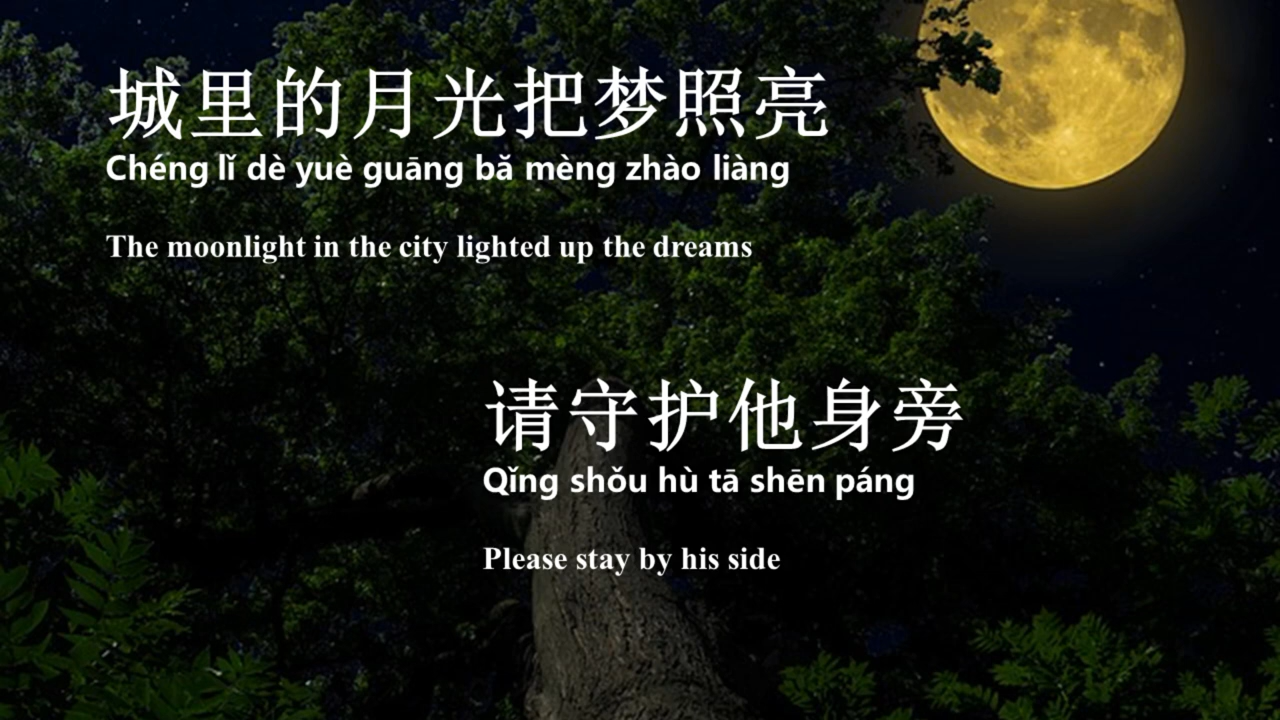 城里的月光把梦照亮
Chéng lǐ dè yuè guāng bǎ mèng zhào liàng
The moonlight in the city lighted up the dreams
请守护他身旁
Qǐng shǒu hù tā shēn páng
Please stay by his side